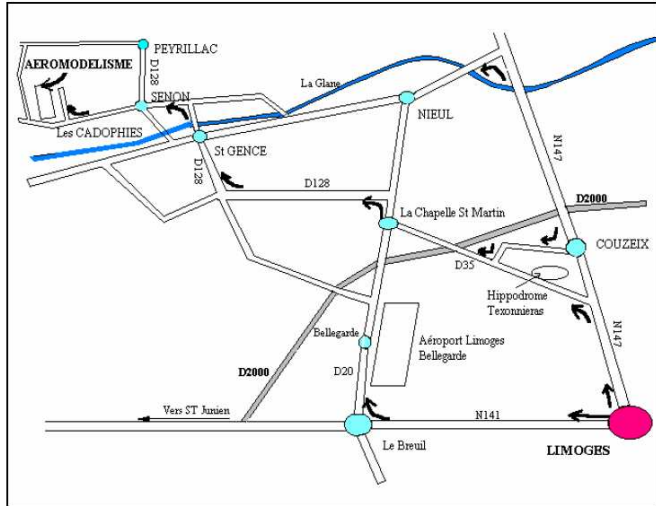 PEYRILLAC
AEROMODELISME
D128
SENON
La Glane
Les CADOPHIES
NIEUL
St GENCE
N147
D128
D128
D2000
La Chapelle St Martin
COUZEIX
D35
Hippodrome
Texonnieras
N147
Bellegarde
Aéroport Limoges
Bellegarde
D2000
D20
Vers ST Junien
N141
Le Breuil
LIMOGES